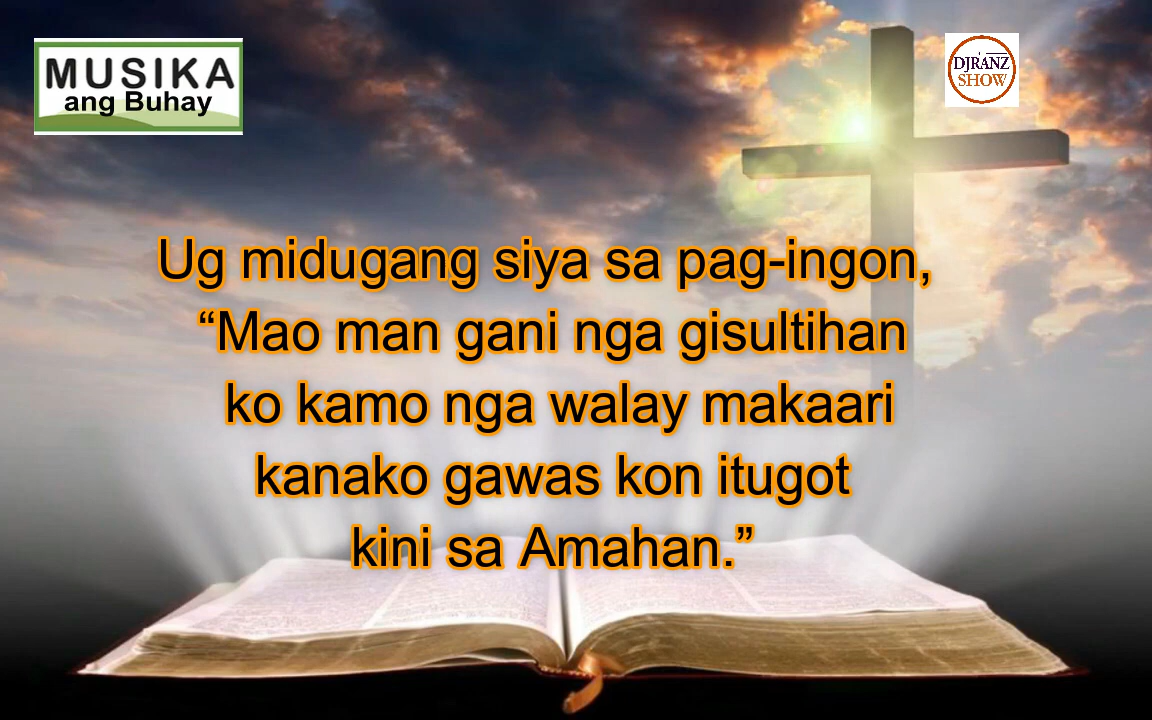 MUSIKA
ang Buhay
DJRANZ
SHOW
Ug midugang siya sa pag-ingon,
“Mao man gani nga gisultihan
ko kamo nga walay makaari
kanako gawas kon itugot
kini sa Amahan.”